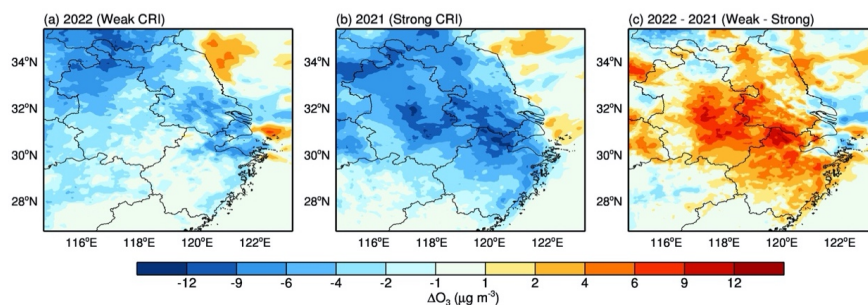 (a) 2022 (Weak CRI)
(b) 2021 (Strong CRI)
(c) 2022 - 2021 (Weak - Strong)
34°N
32°N
30°N
28°N
116°E 118°E 120°E 122°E
34°N
32°N
30°N
28°N
116°E 118°E 120°E 122°E
34°N
32°N
30°N
28°N
116°E 118°E 120°E 122°E
-12 -9 -6 -4 -2 -1 1 2 4 6 9 12
ΔO₃ (μg m⁻³)